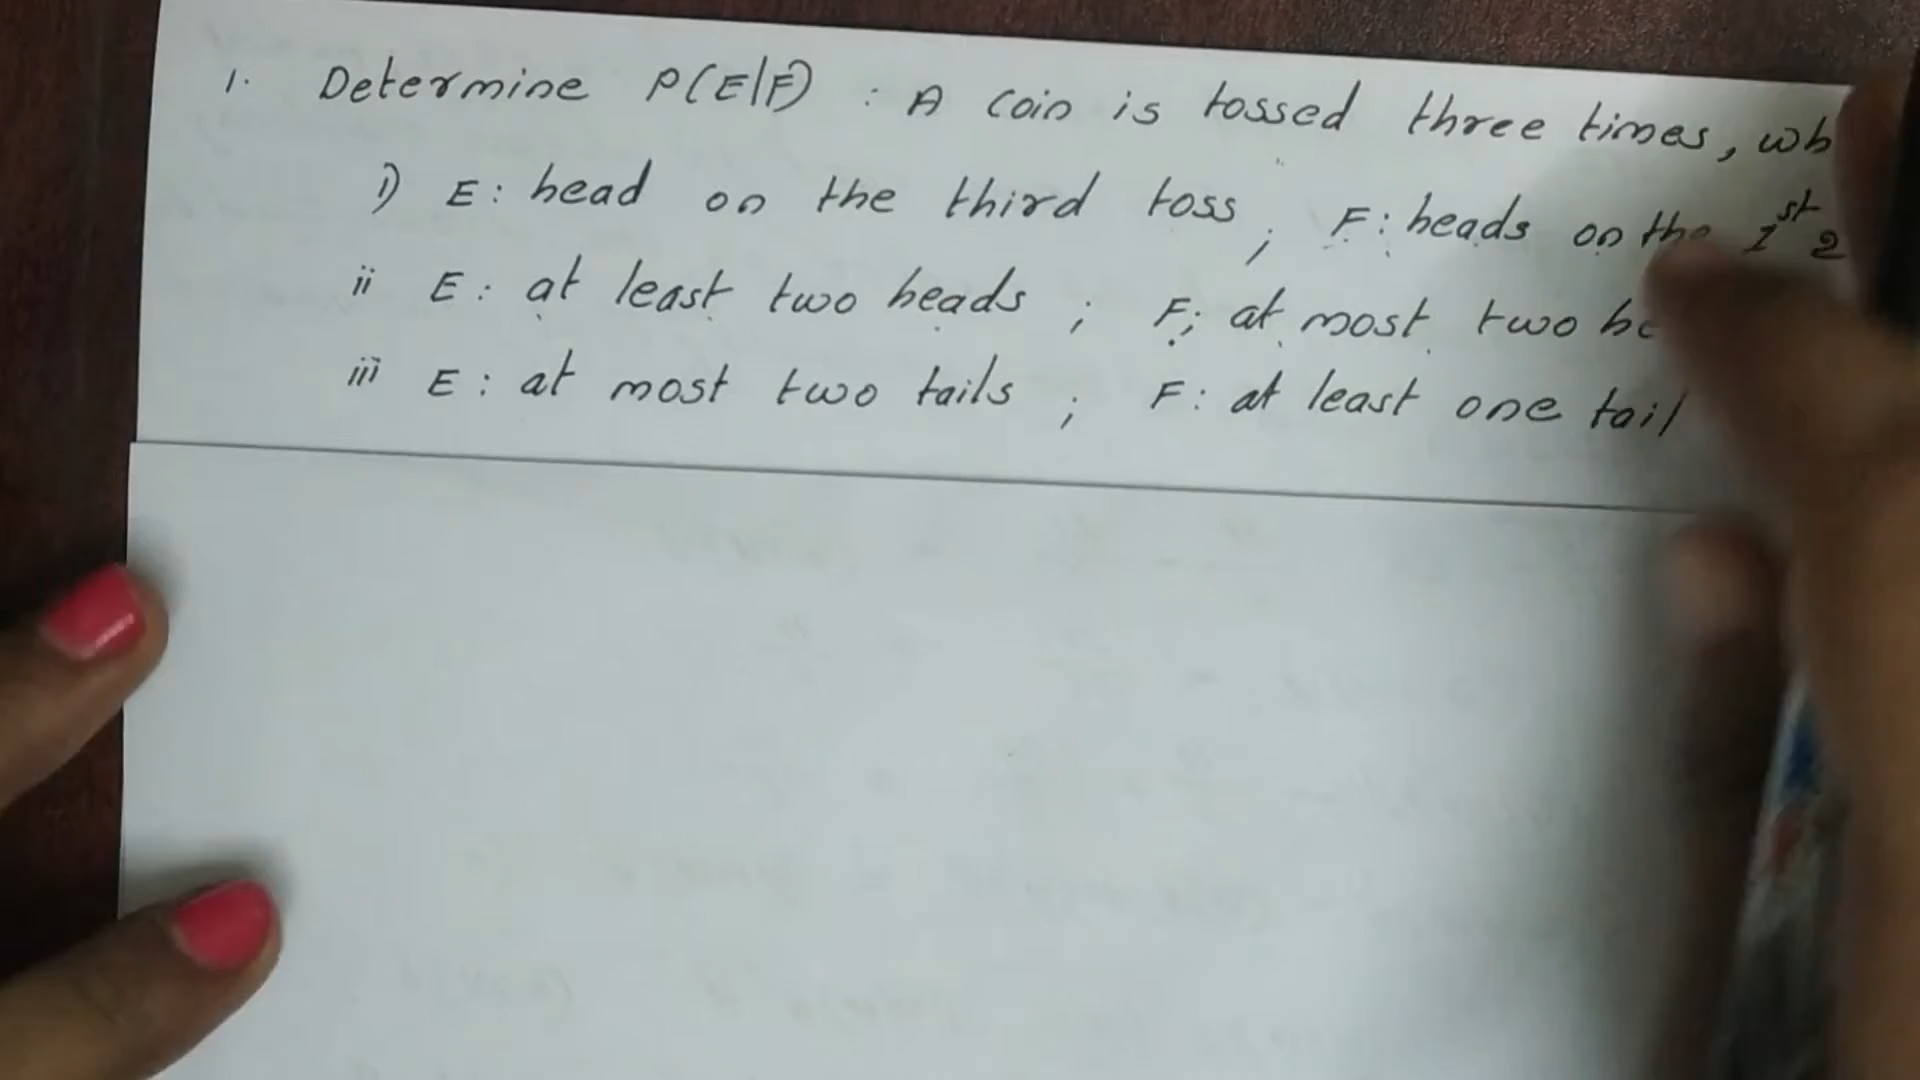 1. Determine P(E|F) : A coin is tossed three times, wh
i) E: head on the third toss ; F: heads on the 1st 2
ii E: at least two heads ; F: at most two he
iii E: at most two tails ; F: at least one tail